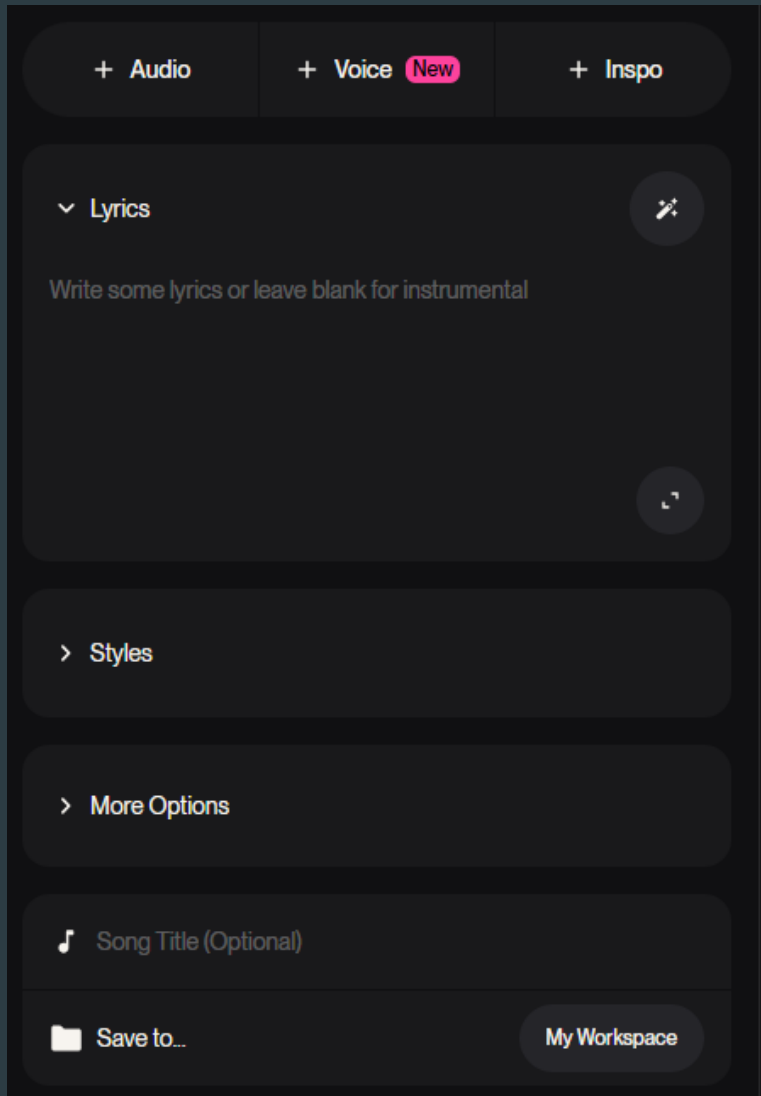 + Audio + Voice New + Inspo
Lyrics
Write some lyrics or leave blank for instrumental
Styles
More Options
Song Title (Optional)
Save to... My Workspace